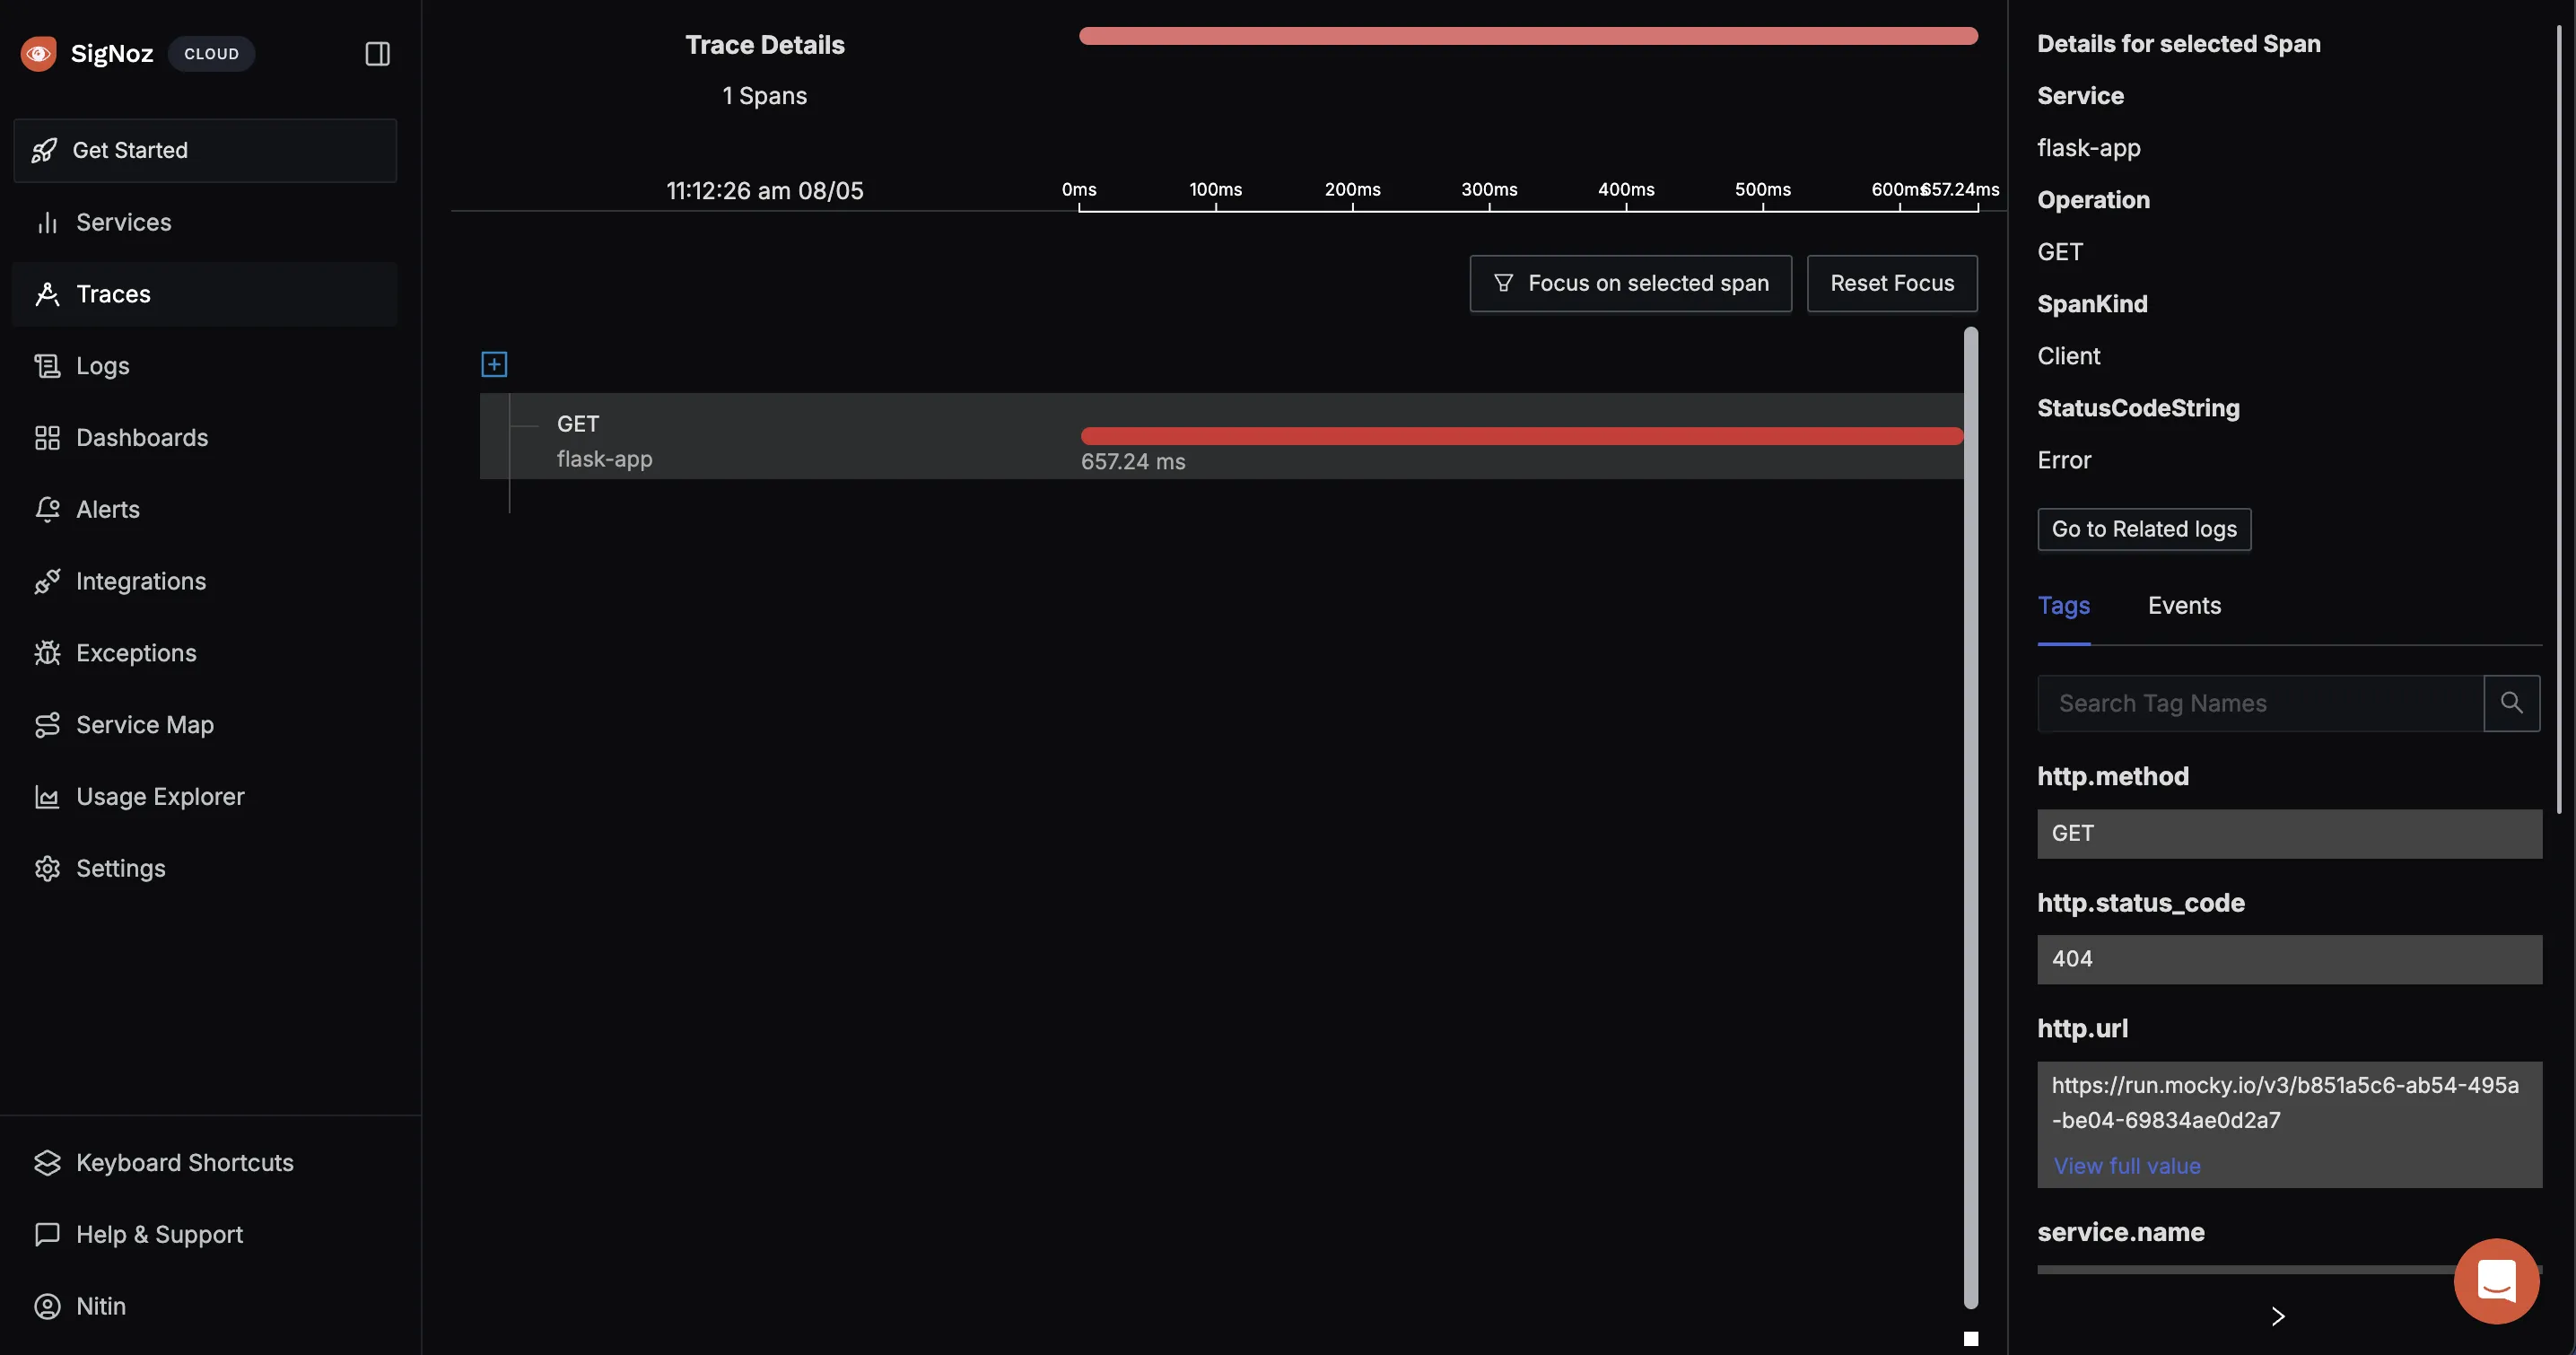 SigNoz
CLOUD
Get Started
Services
Traces
Logs
Dashboards
Alerts
Integrations
Exceptions
Service Map
Usage Explorer
Settings
Keyboard Shortcuts
Help & Support
Nitin
Trace Details
1 Spans
11:12:26 am 08/05
0ms
100ms
200ms
300ms
400ms
500ms
600ms
657.24ms
Focus on selected span
Reset Focus
GET
flask-app
657.24 ms
Details for selected Span
Service
flask-app
Operation
GET
SpanKind
Client
StatusCodeString
Error
Go to Related logs
Tags
Events
Search Tag Names
http.method
GET
http.status_code
404
http.url
https://run.mocky.io/v3/b851a5c6-ab54-495a
-be04-69834ae0d2a7
View full value
service.name